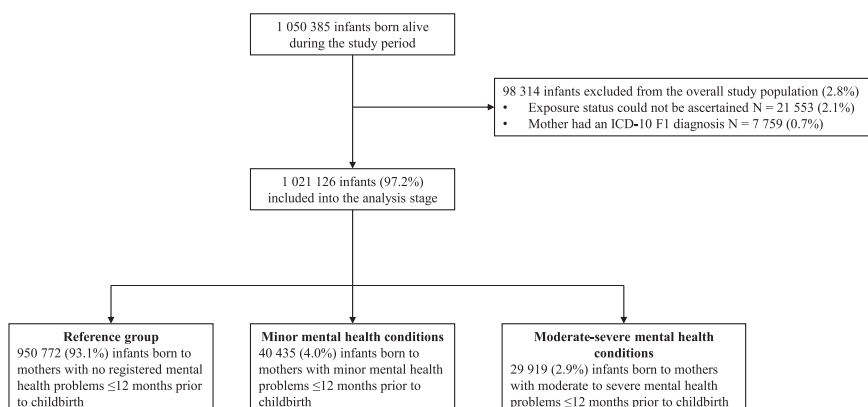 1 050 385 infants born alive
during the study period
98 314 infants excluded from the overall study population (2.8%)
• Exposure status could not be ascertained N = 21 553 (2.1%)
• Mother had an ICD-10 F1 diagnosis N = 7 759 (0.7%)
1 021 126 infants (97.2%)
included into the analysis stage
Reference group
950 772 (93.1%) infants born to
mothers with no registered mental
health problems ≤12 months prior
to childbirth
Minor mental health conditions
40 435 (4.0%) infants born to
mothers with minor mental health
problems ≤12 months prior to
childbirth
Moderate-severe mental health
conditions
29 919 (2.9%) infants born to mothers
with moderate to severe mental health
problems ≤12 months prior to childbirth